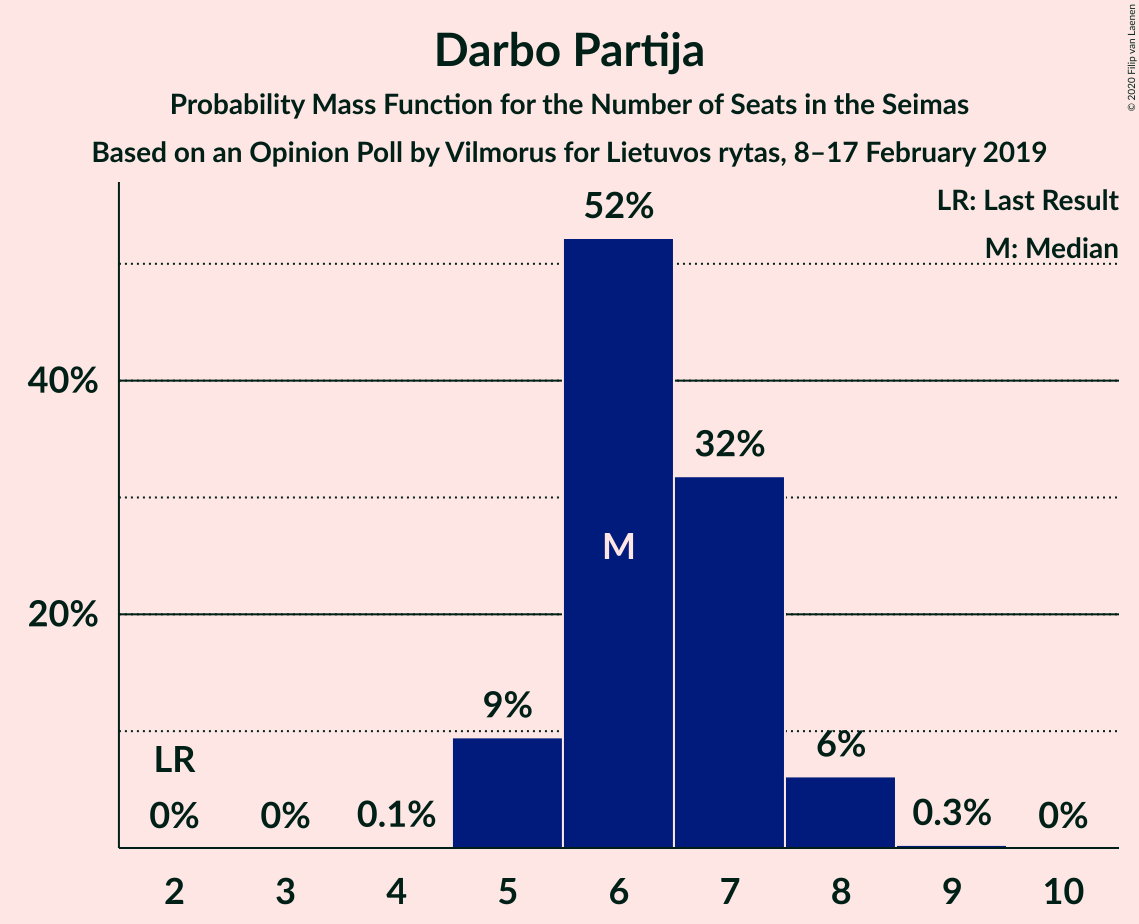 Darbo Partija
Probability Mass Function for the Number of Seats in the Seimas
Based on an Opinion Poll by Vilmorus for Lietuvos rytas, 8–17 February 2019
© 2020 Filip van Laenen
LR: Last Result
M: Median
52%
40%
32%
M
20%
9%
6%
LR
0% 0% 0.1% 0.3% 0%
2 3 4 5 6 7 8 9 10